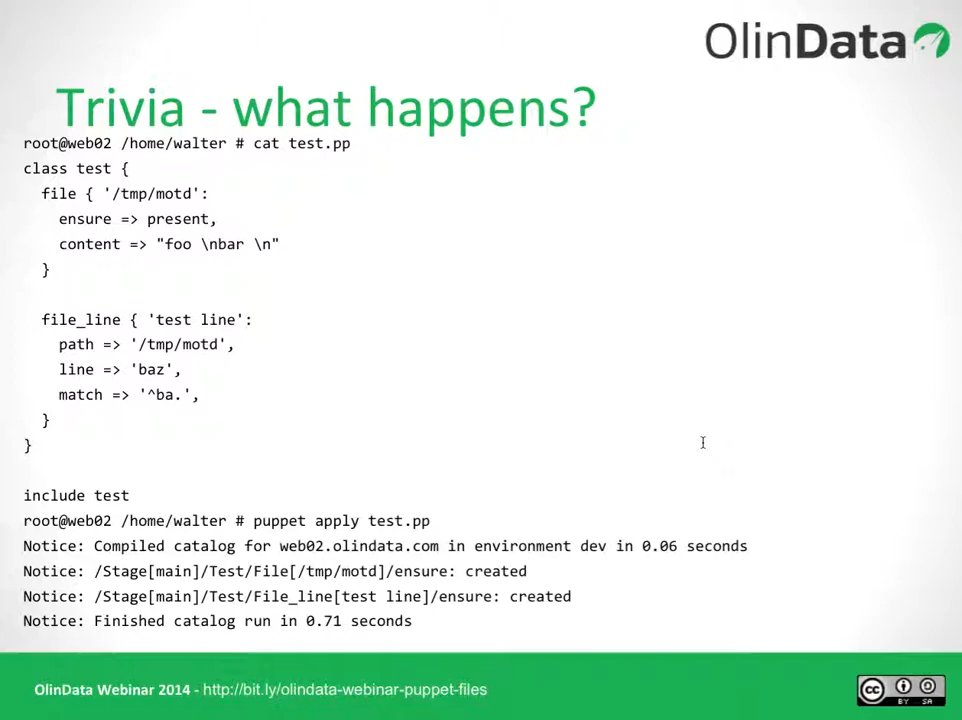 OlinData
Trivia - what happens?
root@web02 /home/walter # cat test.pp
class test {
  file { '/tmp/motd':
    ensure => present,
    content => "foo \nbar \n"
  }
  file_line { 'test line':
    path => '/tmp/motd',
    line => 'baz',
    match => '^ba.',
  }
}
include test
root@web02 /home/walter # puppet apply test.pp
Notice: Compiled catalog for web02.olindata.com in environment dev in 0.06 seconds
Notice: /Stage[main]/Test/File[/tmp/motd]/ensure: created
Notice: /Stage[main]/Test/File_line[test line]/ensure: created
Notice: Finished catalog run in 0.71 seconds
OlinData Webinar 2014 - http://bit.ly/olindata-webinar-puppet-files
cc
BY SA